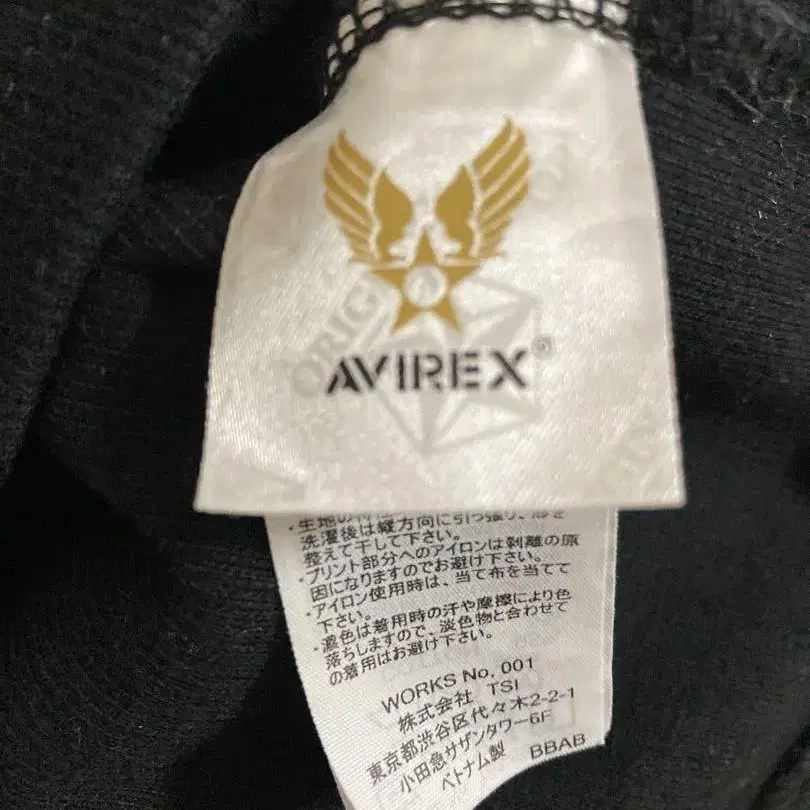 AVIREX®
・生地の特性
洗濯後は縦方向に引っ張り、形を
整えて干して下さい。
・プリント部分へのアイロンは剥離の原
因になりますのでお避け下さい。
・アイロン使用時は、当て布を当てて
下さい。
・濃色は着用時の汗や摩擦により色
落ちしますので、淡色物と合わせて
の着用はお避け下さい。
WORKS No. 001
株式会社 TSI
東京都渋谷区代々木2-2-1
小田急サザンタワー6F
ベトナム製 BBAB